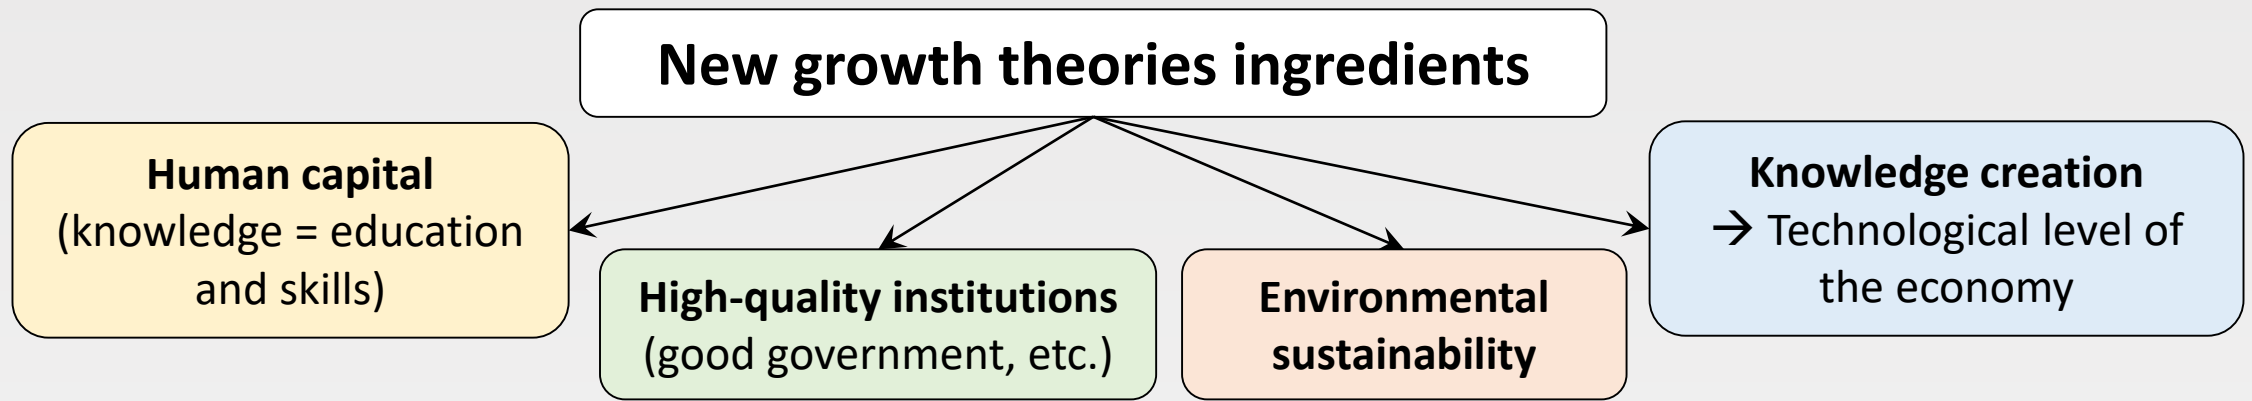 New growth theories ingredients
Human capital
(knowledge = education
and skills)
High-quality institutions
(good government, etc.)
Environmental
sustainability
Knowledge creation
→ Technological level of
the economy